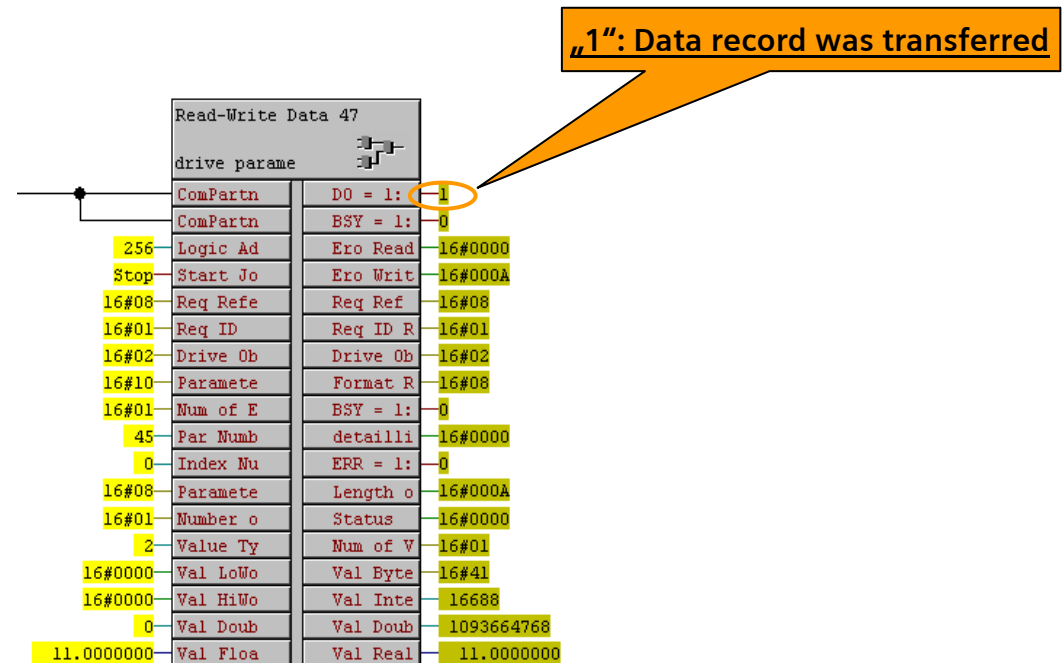 „1“: Data record was transferred
Read-Write Data 47
drive parame
ComPartn DO = 1: 1
ComPartn BSY = 1: 0
256 Logic Ad Ero Read 16#0000
Stop Start Jo Ero Writ 16#000A
16#08 Req Refe Req Ref 16#08
16#01 Req ID Req ID R 16#01
16#02 Drive Ob Drive Ob 16#02
16#10 Paramete Format R 16#08
16#01 Num of E BSY = 1: 0
45 Par Numb detailli 16#0000
0 Index Nu ERR = 1: 0
16#08 Paramete Length o 16#000A
16#01 Number o Status 16#0000
2 Value Ty Num of V 16#01
16#0000 Val LoWo Val Byte 16#41
16#0000 Val HiWo Val Inte 16688
0 Val Doub Val Doub 1093664768
11.0000000 Val Floa Val Real 11.0000000